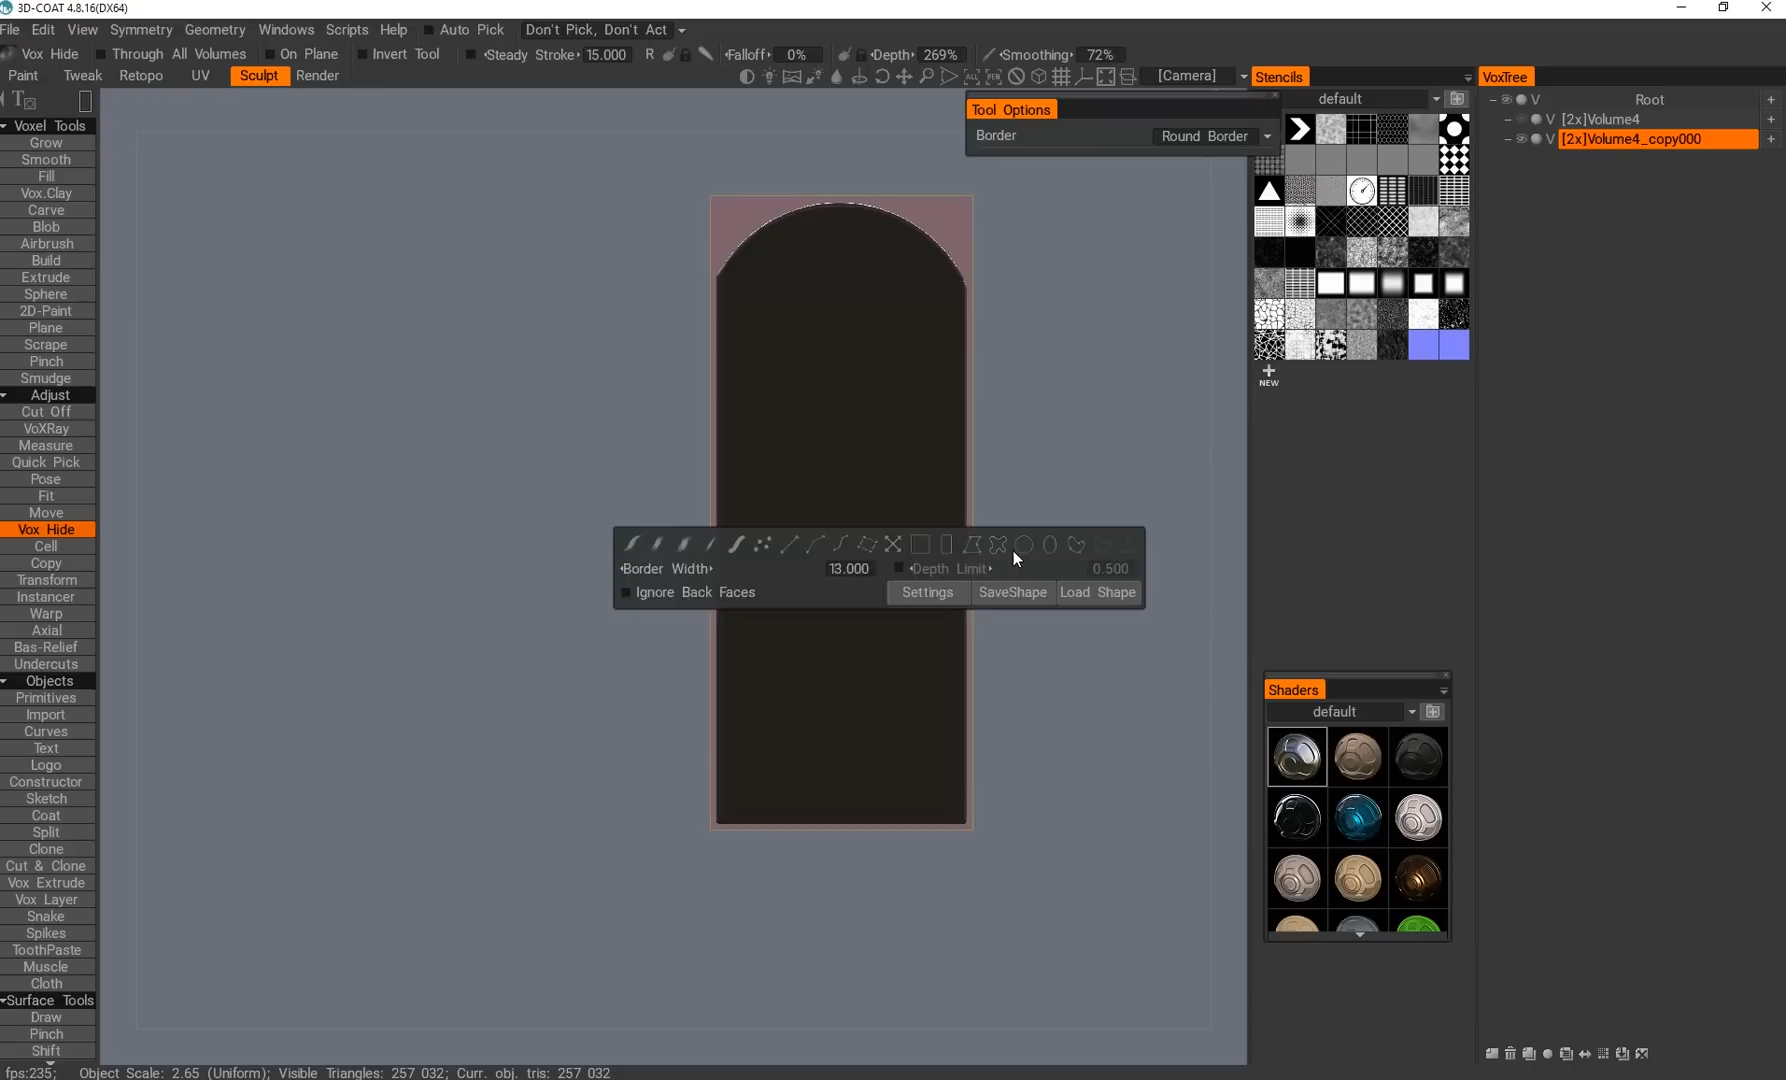 3D-COAT 4.8.16(DX64)
File Edit View Symmetry Geometry Windows Scripts Help Auto Pick Don't Pick, Don't Act
Vox Hide Through All Volumes On Plane Invert Tool Steady Stroke 15.000 R Falloff 0% Depth 269% Smoothing 72%
Paint Tweak Retopo UV Sculpt Render ALL PEN [Camera] Stencils VoxTree
default Root
Tool Options
[2x]Volume4
Border Round Border
[2x]Volume4_copy000
Voxel Tools
Grow
Smooth
Fill
Vox.Clay
Carve
Blob
Airbrush
Build
Extrude
Sphere
2D-Paint
Plane
Scrape
Pinch
Smudge
Adjust
Cut Off
VoXRay
Measure
Quick Pick
Pose
Fit
Move
Vox Hide
Cell
Copy
Transform
Instancer
Warp
Axial
Bas-Relief
Undercuts
Objects
Primitives
Import
Curves
Text
Logo
Constructor
Sketch
Coat
Split
Clone
Cut & Clone
Vox Extrude
Vox Layer
Snake
Spikes
ToothPaste
Muscle
Cloth
Surface Tools
Draw
Pinch
Shift
NEW
Border Width 13.000 Depth Limit 0.500
Ignore Back Faces Settings SaveShape Load Shape
Shaders
default
fps:235; Object Scale: 2.65 (Uniform); Visible Triangles: 257 032; Curr. obj. tris: 257 032